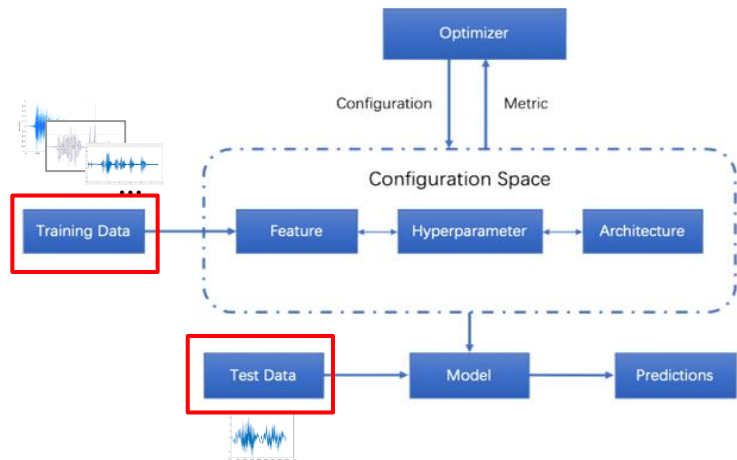 Optimizer
Configuration
Metric
Configuration Space
...
Training Data
Feature
Hyperparameter
Architecture
Test Data
Model
Predictions